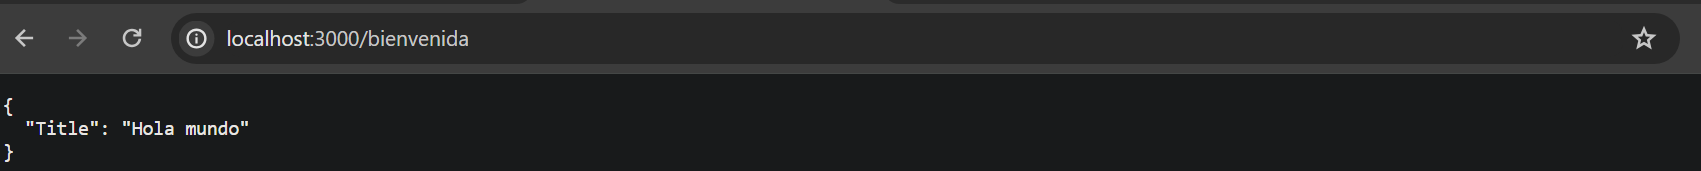 localhost:3000/bienvenida
{
  "Title": "Hola mundo"
}